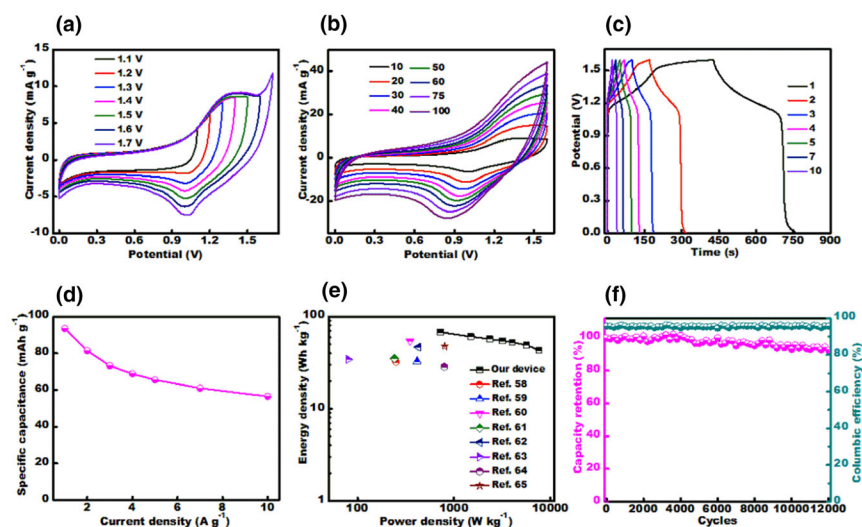 (a)
Current density (mA g⁻¹)
15
10
5
0
-5
-10
1.1 V
1.2 V
1.3 V
1.4 V
1.5 V
1.6 V
1.7 V
0.0 0.3 0.6 0.9 1.2 1.5
Potential (V)
(b)
Current density (mA g⁻¹)
40
20
0
-20
10 50
20 60
30 75
40 100
0.0 0.3 0.6 0.9 1.2 1.5
Potential (V)
(c)
Potential (V)
1.6
1.2
0.8
0.4
0.0
1
2
3
4
5
7
10
0 150 300 450 600 750 900
Time (s)
(d)
Specific capacitance (mAh g⁻¹)
100
80
60
40
20
0
2 4 6 8 10
Current density (A g⁻¹)
(e)
Energy density (Wh kg⁻¹)
100
10
1
Our device
Ref. 58
Ref. 59
Ref. 60
Ref. 61
Ref. 62
Ref. 63
Ref. 64
Ref. 65
100 1000 10000
Power density (W kg⁻¹)
(f)
Capacity retention (%)
100
80
60
40
20
0
100
80
60
40
20
0
Columbic efficiency (%)
0 2000 4000 6000 8000 10000 12000
Cycles